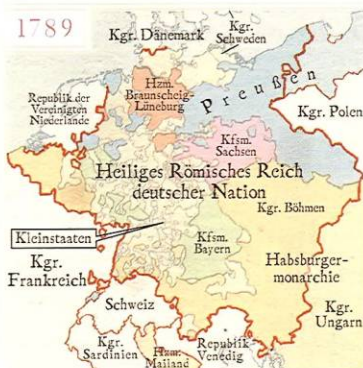 1789
Kgr. Dänemark
Kgr.
Schweden
Hzm.
Braunscheig-
Lüneburg
Preußen
Republik der
Vereinigten
Niederlande
Kgr. Polen
Kfsm.
Sachsen
Heiliges Römisches Reich
deutscher Nation
Kgr. Böhmen
Kleinstaaten
Kfsm.
Bayern
Habsburger-
monarchie
Kgr.
Frankreich
Schweiz
Kgr.
Ungarn
Kgr.
Sardinien
Hzm.
Mailand
Republik
Venedig